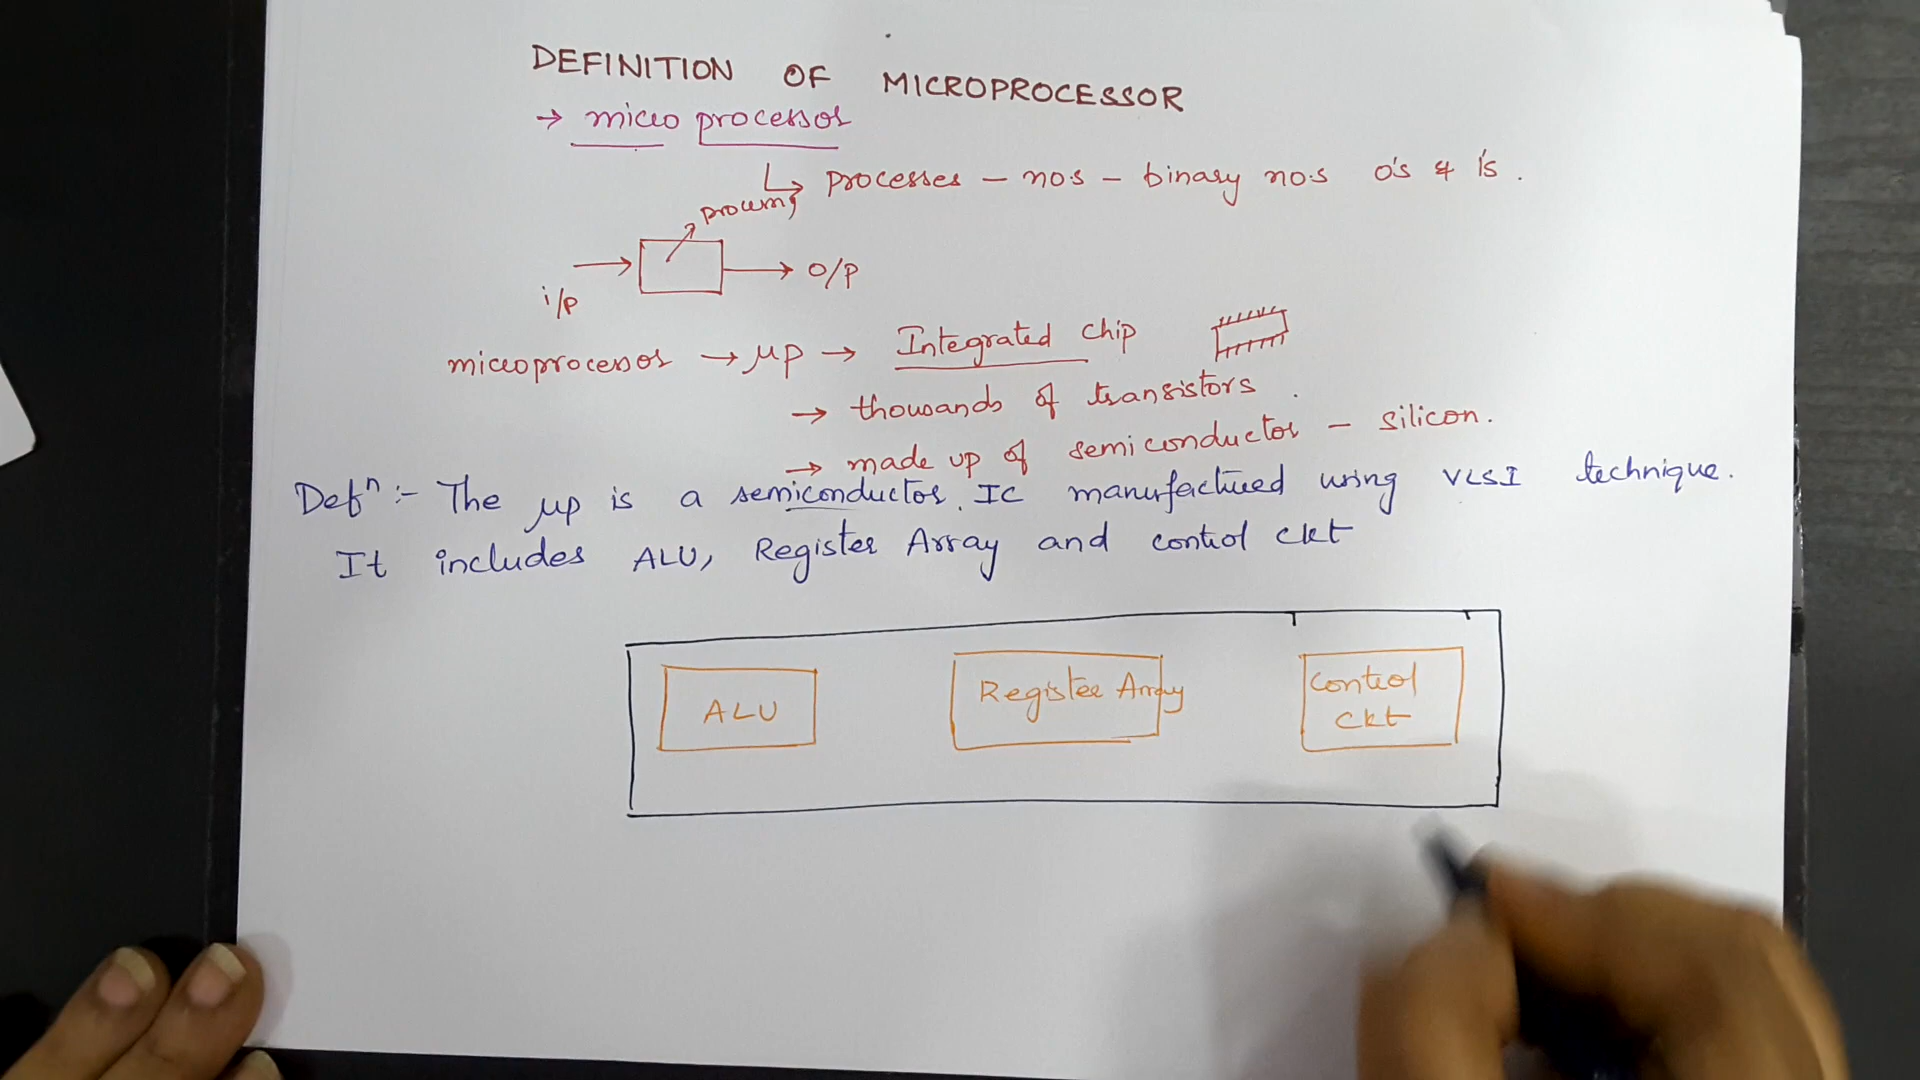 DEFINITION OF MICROPROCESSOR
→ micro processor
↳ processes - nos - binary nos 0's & 1's.
i/p → → O/P
microprocessor → μp → Integrated chip
→ thousands of transistors.
→ made up of semiconductor - silicon.
Defⁿ :- The μp is a semiconductor IC manufactured using VLSI technique.
It includes ALU, Register Array and control ckt
ALU
Register Array
Control
Ckt